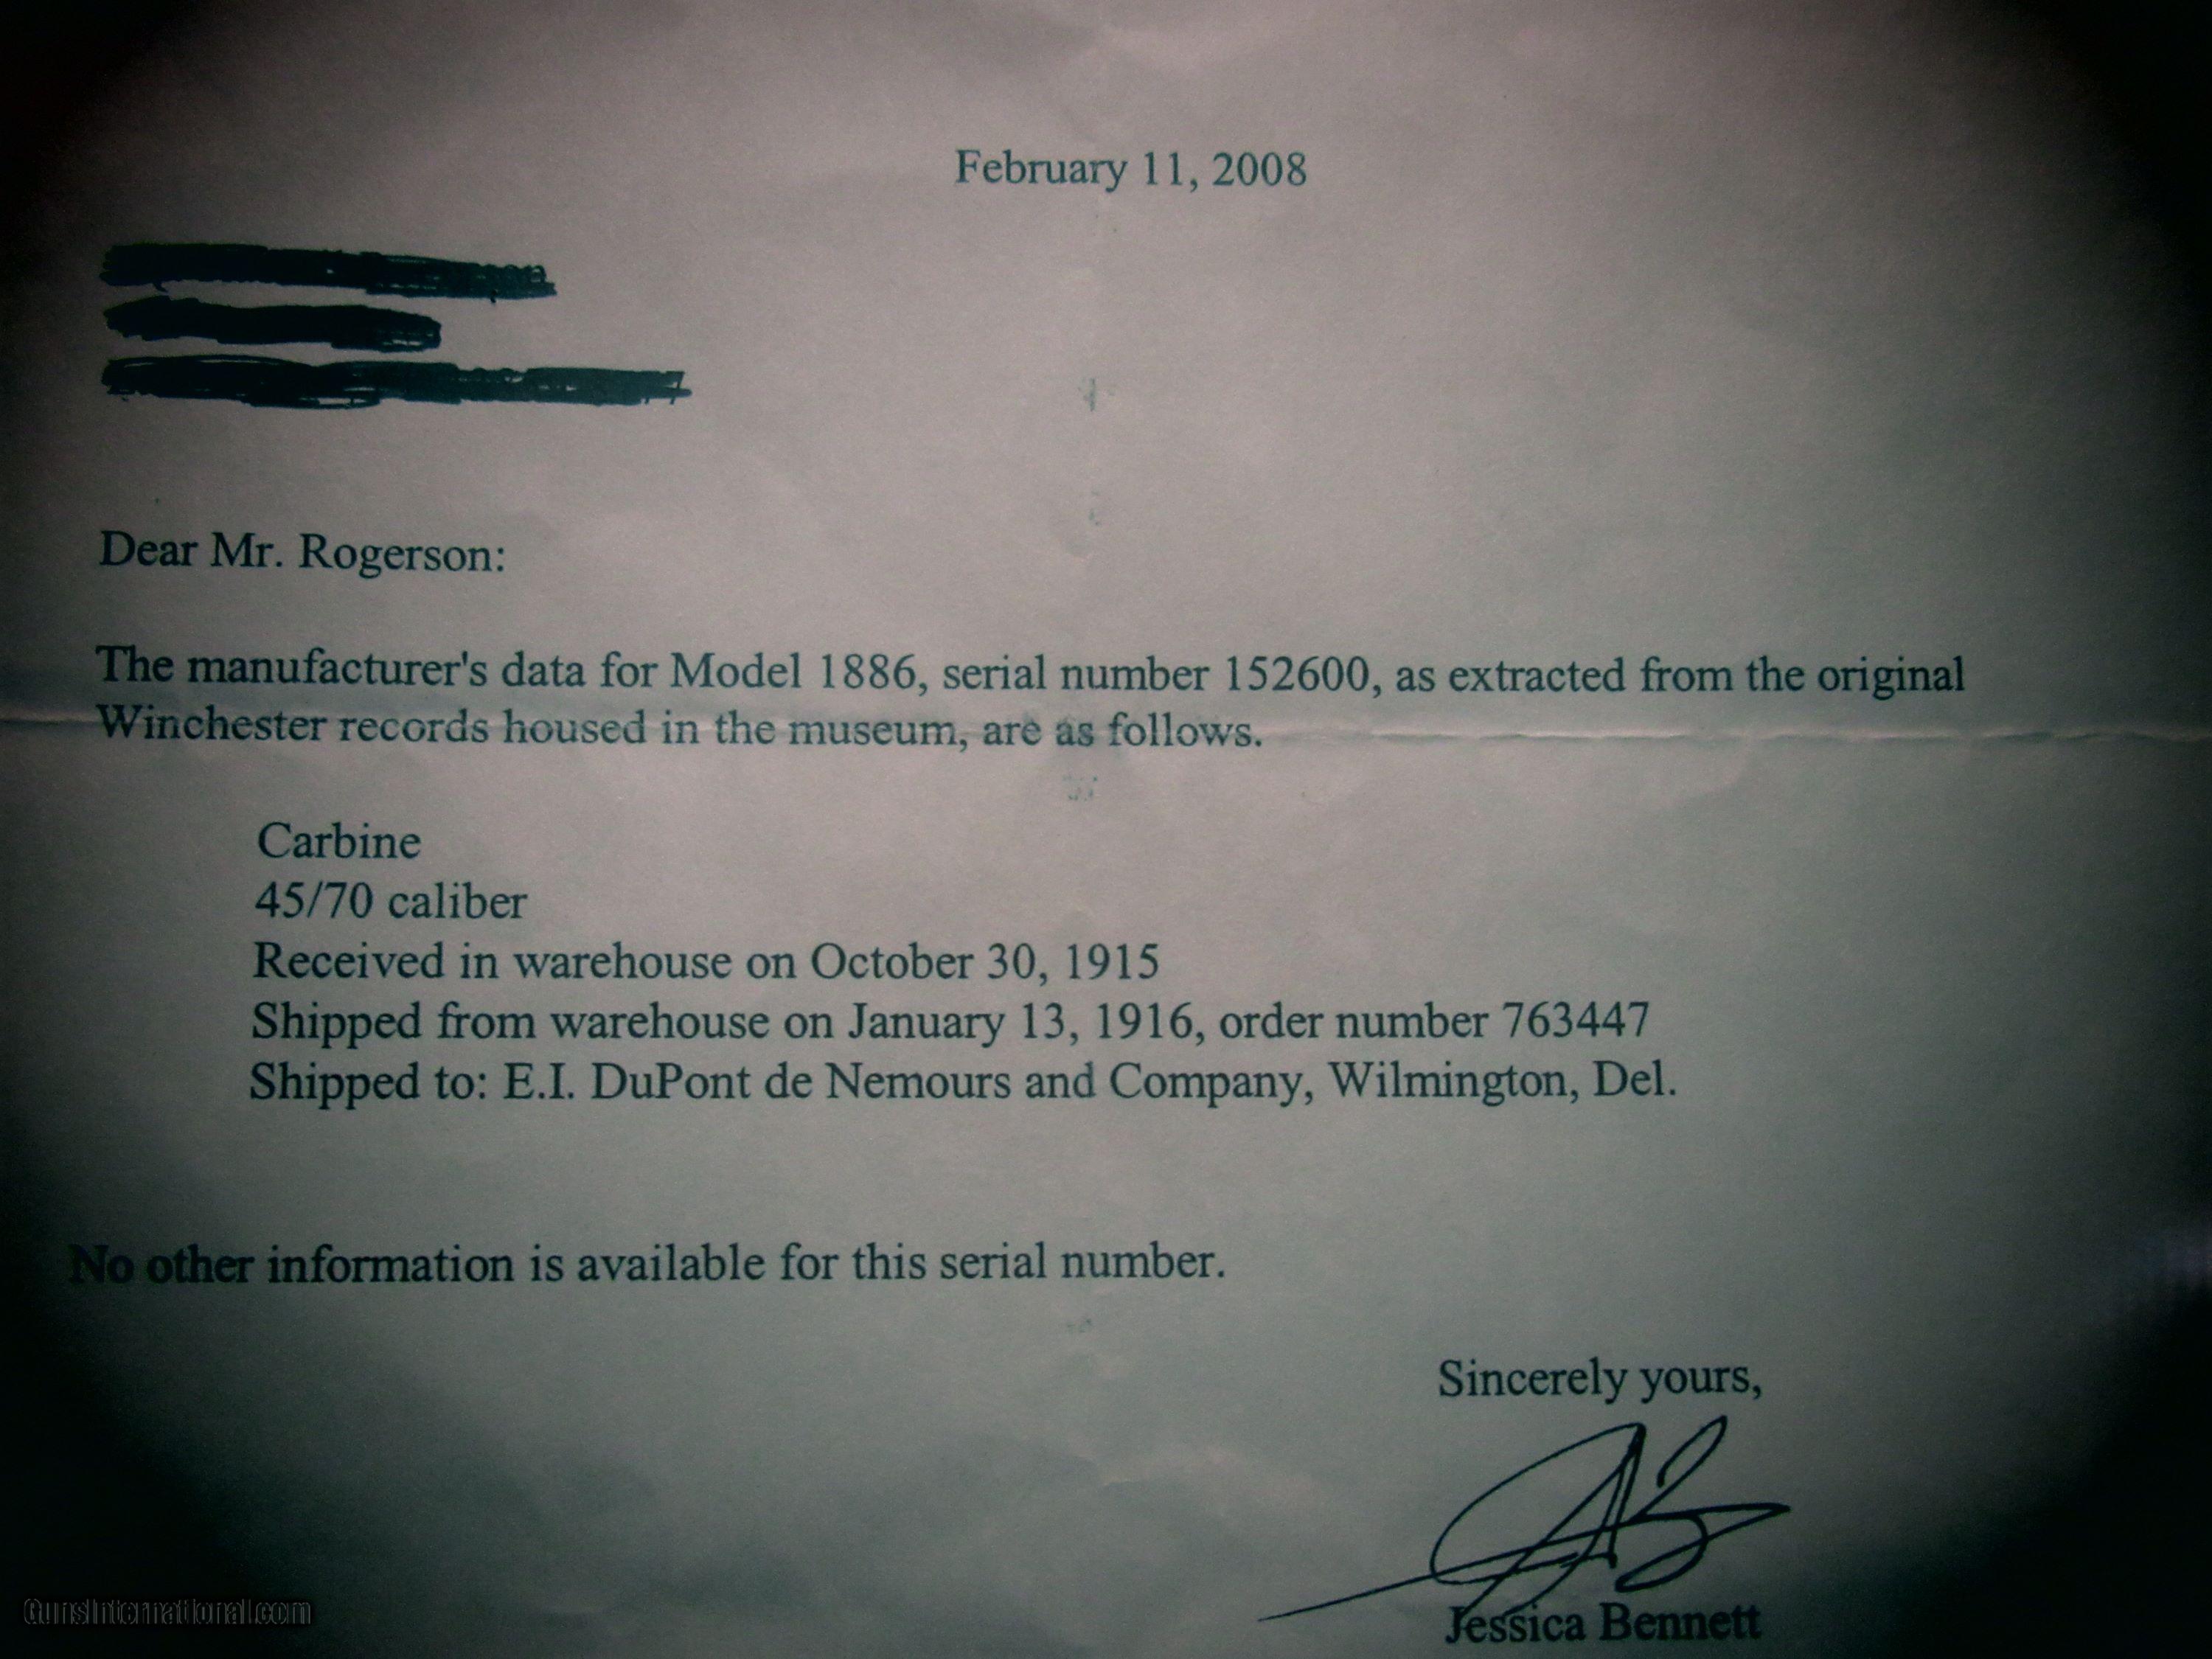 February 11, 2008
Dear Mr. Rogerson:
The manufacturer's data for Model 1886, serial number 152600, as extracted from the original
Winchester records housed in the museum, are as follows.
Carbine
45/70 caliber
Received in warehouse on October 30, 1915
Shipped from warehouse on January 13, 1916, order number 763447
Shipped to: E.I. DuPont de Nemours and Company, Wilmington, Del.
No other information is available for this serial number.
Sincerely yours,
Jessica Bennett
GunsInternational.com